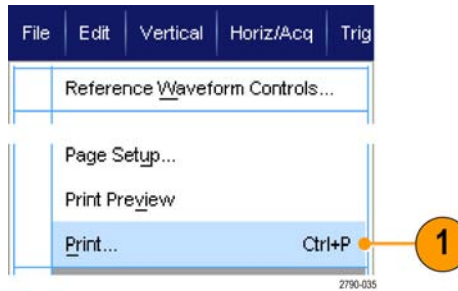 File Edit Vertical Horiz/Acq Trig
Reference Waveform Controls...
Page Setup...
Print Preview
Print... Ctrl+P
1
2790-035